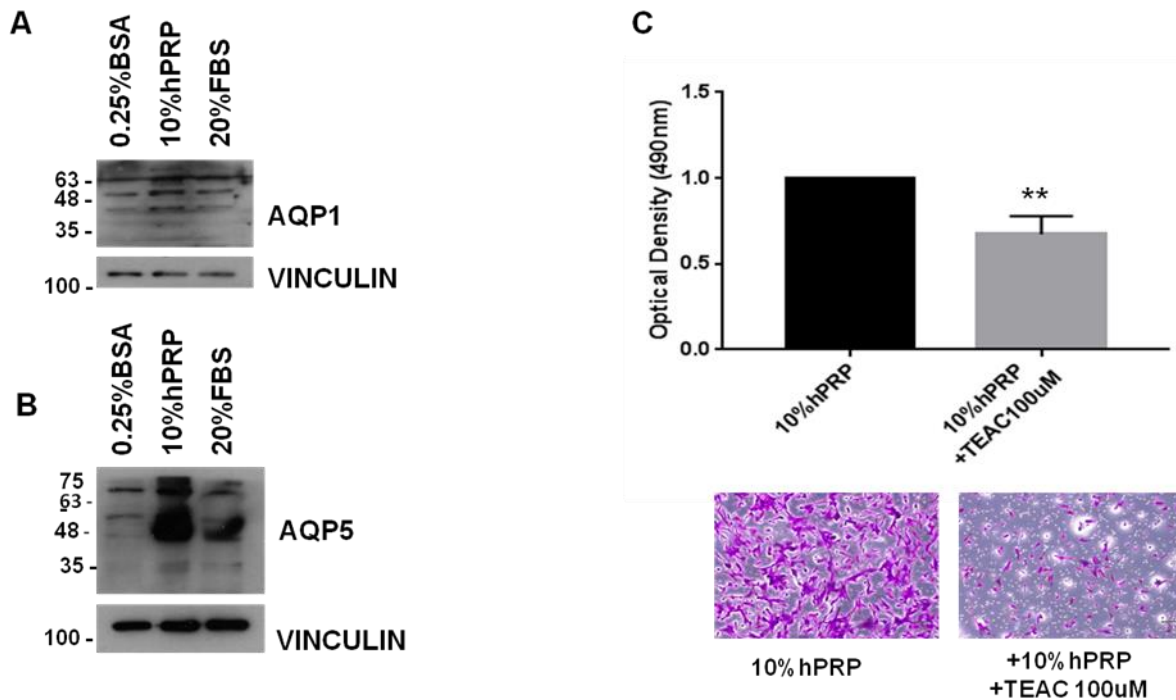 A
0.25%BSA
10%hPRP
20%FBS
63 -
48 -
35 -
AQP1
100 -
VINCULIN
B
0.25%BSA
10%hPRP
20%FBS
75
63 -
48 -
35 -
AQP5
100 -
VINCULIN
C
Optical Density (490nm)
1.5
1.0
0.5
0.0
**
10%hPRP
10%hPRP
+TEAC100uM
10% hPRP
+10% hPRP
+TEAC 100uM